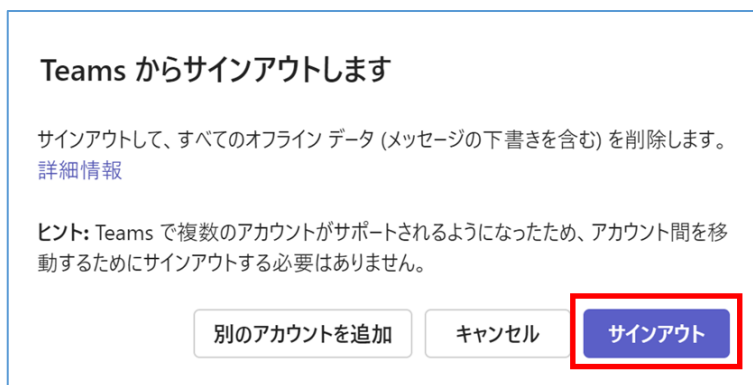 Teams からサインアウトします
サインアウトして、すべてのオフライン データ (メッセージの下書きを含む) を削除します。
詳細情報
ヒント: Teams で複数のアカウントがサポートされるようになったため、アカウント間を移
動するためにサインアウトする必要はありません。
別のアカウントを追加 キャンセル サインアウト